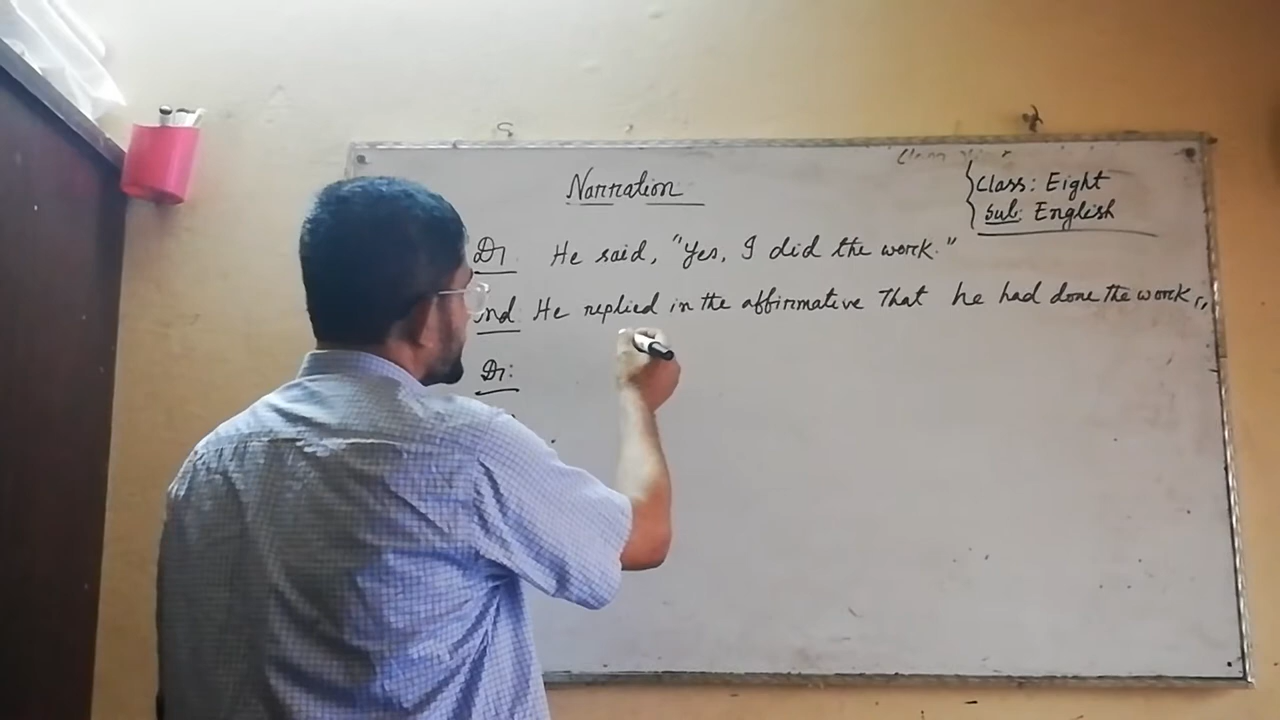 Narration
Class: Eight
Sub: English
Dr He said, "Yes, I did the work."
Ind He replied in the affirmative That he had done the work,,
Dr: